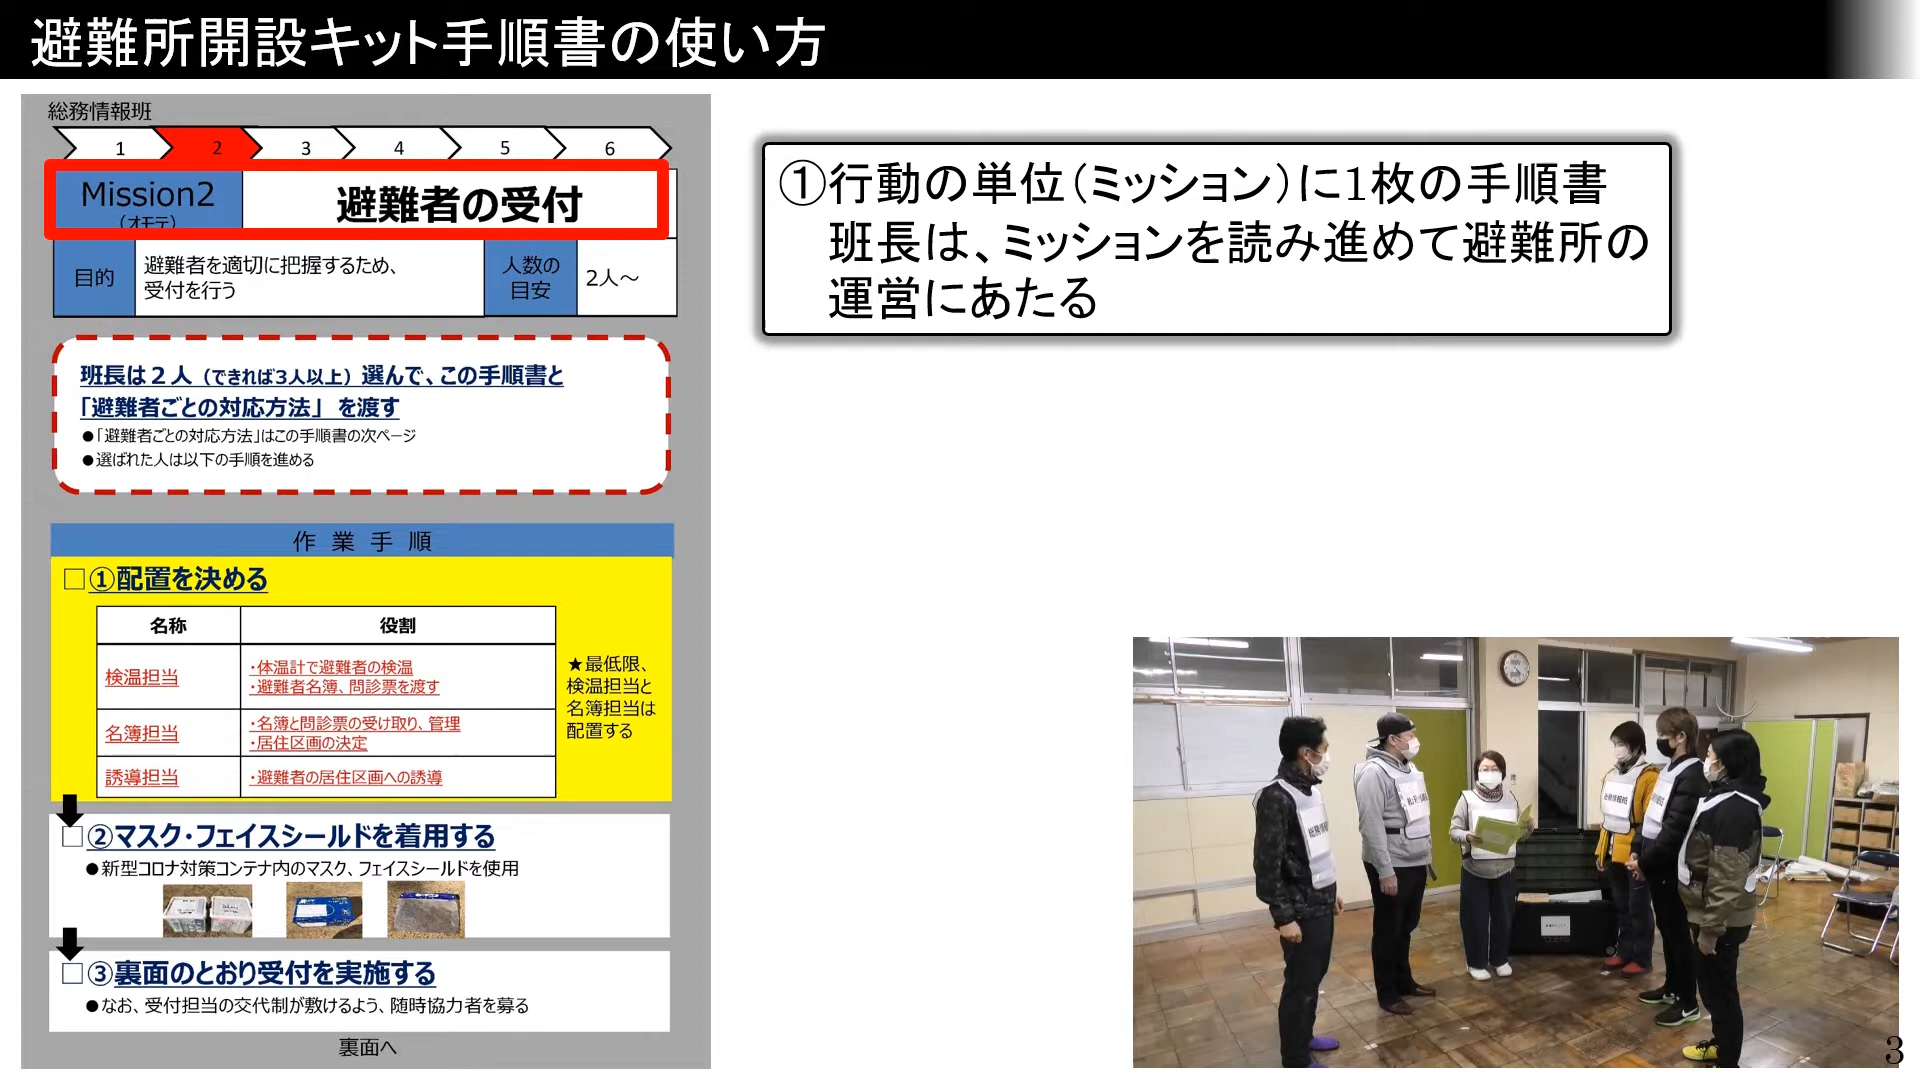 避難所開設キット手順書の使い方
総務情報班
1 2 3 4 5 6
Mission2
（オモテ）
避難者の受付
目的
避難者を適切に把握するため、
受付を行う
人数の
目安
2人～
班長は２人（できれば3人以上）選んで、この手順書と
「避難者ごとの対応方法」を渡す
●「避難者ごとの対応方法」はこの手順書の次ページ
●選ばれた人は以下の手順を進める
作業手順
□①配置を決める
名称 役割
検温担当
・体温計で避難者の検温
・避難者名簿、問診票を渡す
名簿担当
・名簿と問診票の受け取り、管理
・居住区画の決定
誘導担当
・避難者の居住区画への誘導
★最低限、
検温担当と
名簿担当は
配置する
□②マスク・フェイスシールドを着用する
●新型コロナ対策コンテナ内のマスク、フェイスシールドを使用
□③裏面のとおり受付を実施する
●なお、受付担当の交代制が敷けるよう、随時協力者を募る
裏面へ
①行動の単位（ミッション）に1枚の手順書
班長は、ミッションを読み進めて避難所の
運営にあたる
総務情報班
3